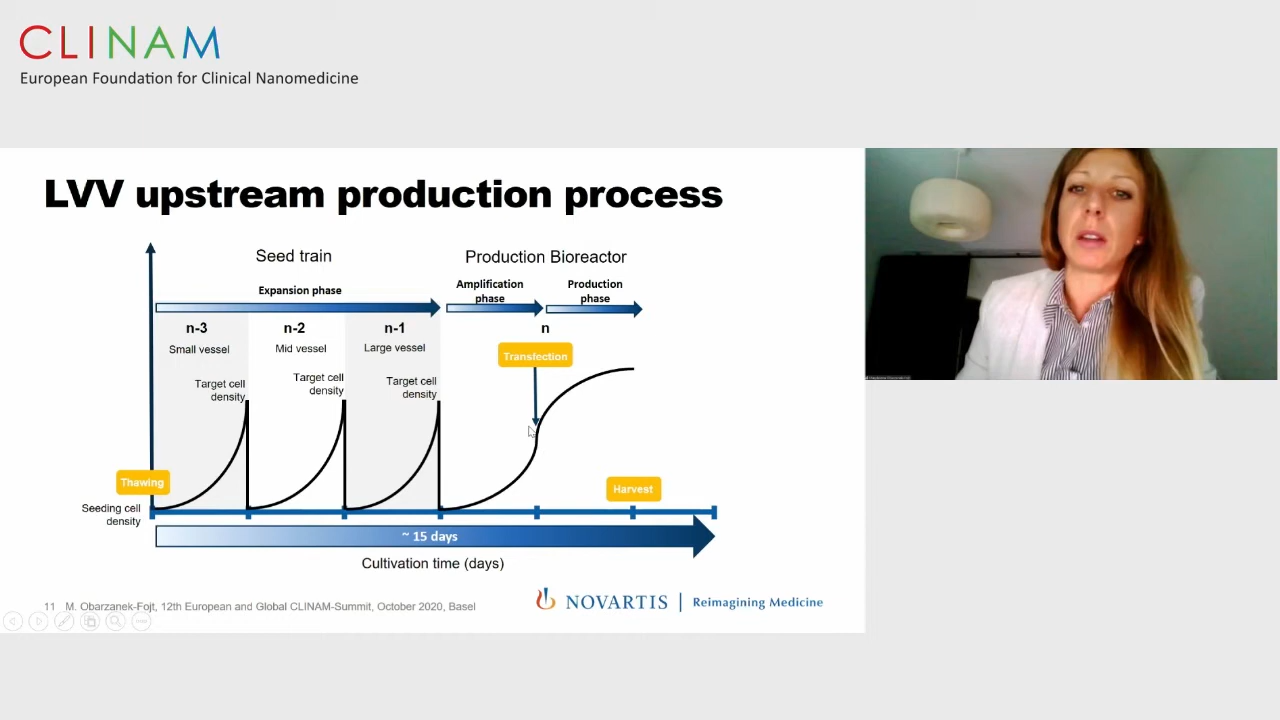 CLINAM
European Foundation for Clinical Nanomedicine
LVV upstream production process
Seed train
Production Bioreactor
Expansion phase
Amplification
phase
Production
phase
n-3
n-2
n-1
n
Small vessel
Mid vessel
Large vessel
Transfection
Target cell
density
Target cell
density
Target cell
density
Thawing
Harvest
Seeding cell
density
~ 15 days
Cultivation time (days)
11 M. Obarzanek-Fojt, 12th European and Global CLINAM-Summit, October 2020, Basel
NOVARTIS | Reimagining Medicine